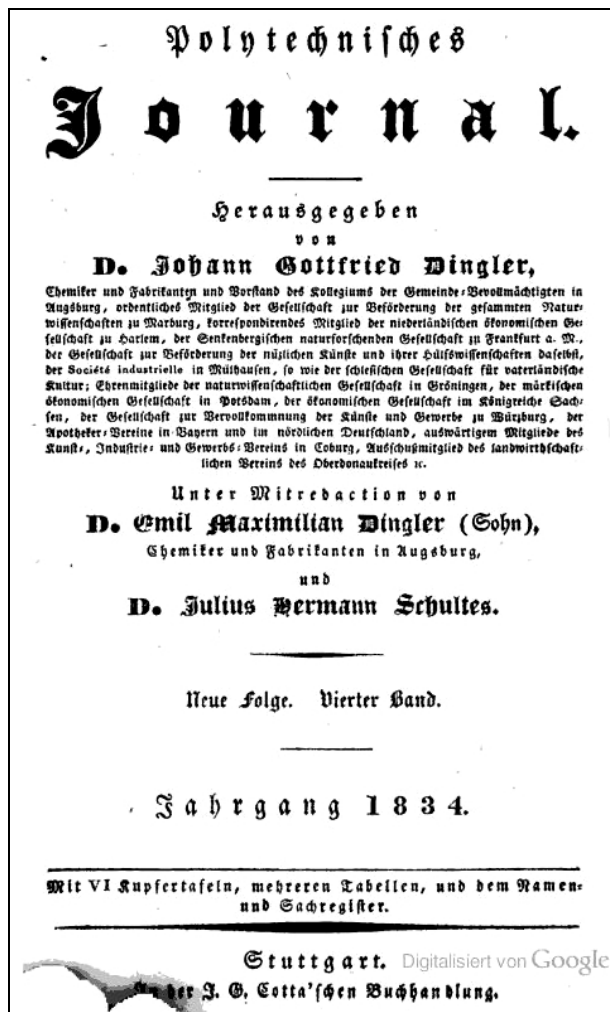 Polytechnisches
Journal.
Herausgegeben
von
D. Johann Gottfried Dingler,
Chemiker und Fabrikanten und Vorstand des Kollegiums der Gemeinde-Bevollmächtigten in
Augsburg, ordentliches Mitglied der Gesellschaft zur Beförderung der gesammten Natur-
wissenschaften zu Marburg, korrespondirendes Mitglied der niederländischen ökonomischen Ge-
sellschaft zu Harlem, der Senkenbergischen naturforschenden Gesellschaft zu Frankfurt a. M.,
der Gesellschaft zur Beförderung der nüzlichen Künste und ihrer Hülfswissenschaften daselbst,
der Société industrielle in Mülhausen, so wie der schlesischen Gesellschaft für vaterländische
Kultur; Ehrenmitgliede der naturwissenschaftlichen Gesellschaft in Gröningen, der märkischen
ökonomischen Gesellschaft in Potsdam, der ökonomischen Gesellschaft im Königreiche Sach-
sen, der Gesellschaft zur Vervollkommnung der Künste und Gewerbe zu Würzburg, der
Apotheker-Vereine in Bayern und im nördlichen Deutschland, auswärtigem Mitgliede des
Kunst-, Industrie- und Gewerbs-Vereins in Coburg, Ausschußmitglied des landwirthschaft-
lichen Vereins des Oberdonaukreises ꝛc.
Unter Mitredaction von
D. Emil Maximilian Dingler (Sohn),
Chemiker und Fabrikanten in Augsburg,
und
D. Julius Hermann Schultes.
Neue Folge. Vierter Band.
Jahrgang 1834.
Mit VI Kupfertafeln, mehreren Tabellen, und dem Namen-
und Sachregister.
Stuttgart. Digitalisiert von Google
der J. G. Cotta'schen Buchhandlung.